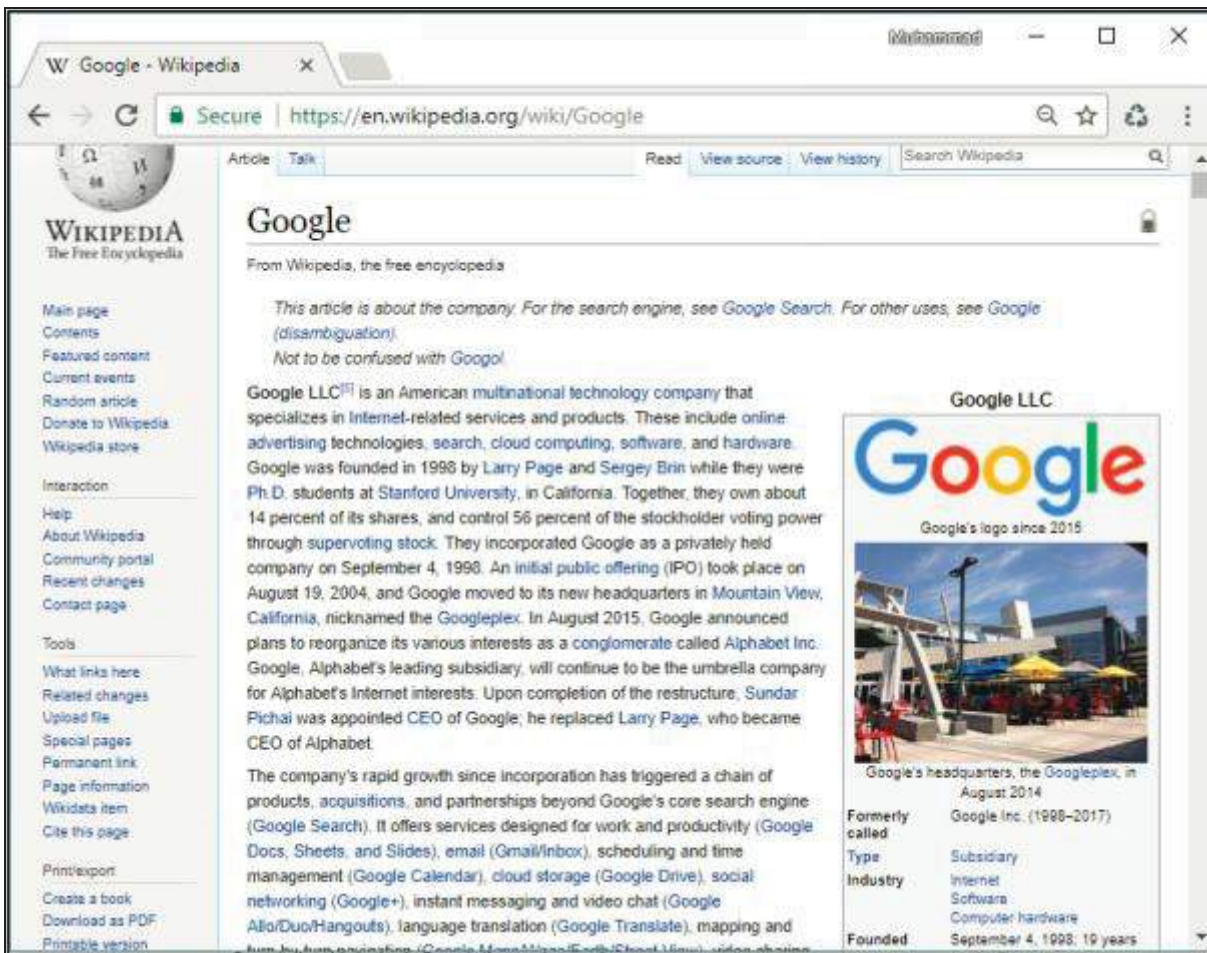 Muhammad
W Google - Wikipedia
Secure | https://en.wikipedia.org/wiki/Google
Article Talk Read View source View history Search Wikipedia
WIKIPEDIA
The Free Encyclopedia
Main page
Contents
Featured content
Current events
Random article
Donate to Wikipedia
Wikipedia store
Interaction
Help
About Wikipedia
Community portal
Recent changes
Contact page
Tools
What links here
Related changes
Upload file
Special pages
Permanent link
Page information
Wikidata item
Cite this page
Print/export
Create a book
Download as PDF
Printable version
Google
From Wikipedia, the free encyclopedia
This article is about the company. For the search engine, see Google Search. For other uses, see Google
(disambiguation).
Not to be confused with Googol.
Google LLC[5] is an American multinational technology company that
specializes in Internet-related services and products. These include online
advertising technologies, search, cloud computing, software, and hardware.
Google was founded in 1998 by Larry Page and Sergey Brin while they were
Ph.D. students at Stanford University, in California. Together, they own about
14 percent of its shares, and control 56 percent of the stockholder voting power
through supervoting stock. They incorporated Google as a privately held
company on September 4, 1998. An initial public offering (IPO) took place on
August 19, 2004, and Google moved to its new headquarters in Mountain View,
California, nicknamed the Googleplex. In August 2015, Google announced
plans to reorganize its various interests as a conglomerate called Alphabet Inc.
Google, Alphabet's leading subsidiary, will continue to be the umbrella company
for Alphabet's Internet interests. Upon completion of the restructure, Sundar
Pichai was appointed CEO of Google; he replaced Larry Page, who became
CEO of Alphabet.
The company's rapid growth since incorporation has triggered a chain of
products, acquisitions, and partnerships beyond Google's core search engine
(Google Search). It offers services designed for work and productivity (Google
Docs, Sheets, and Slides), email (Gmail/Inbox), scheduling and time
management (Google Calendar), cloud storage (Google Drive), social
networking (Google+), instant messaging and video chat (Google
Allo/Duo/Hangouts), language translation (Google Translate), mapping and
turn-by-turn navigation (Google Maps/Waze/Earth/Street View), video sharing
Google LLC
Google
Google's logo since 2015
Google's headquarters, the Googleplex, in
August 2014
Formerly called Google Inc. (1998–2017)
Type Subsidiary
Industry Internet
Software
Computer hardware
Founded September 4, 1998; 19 years